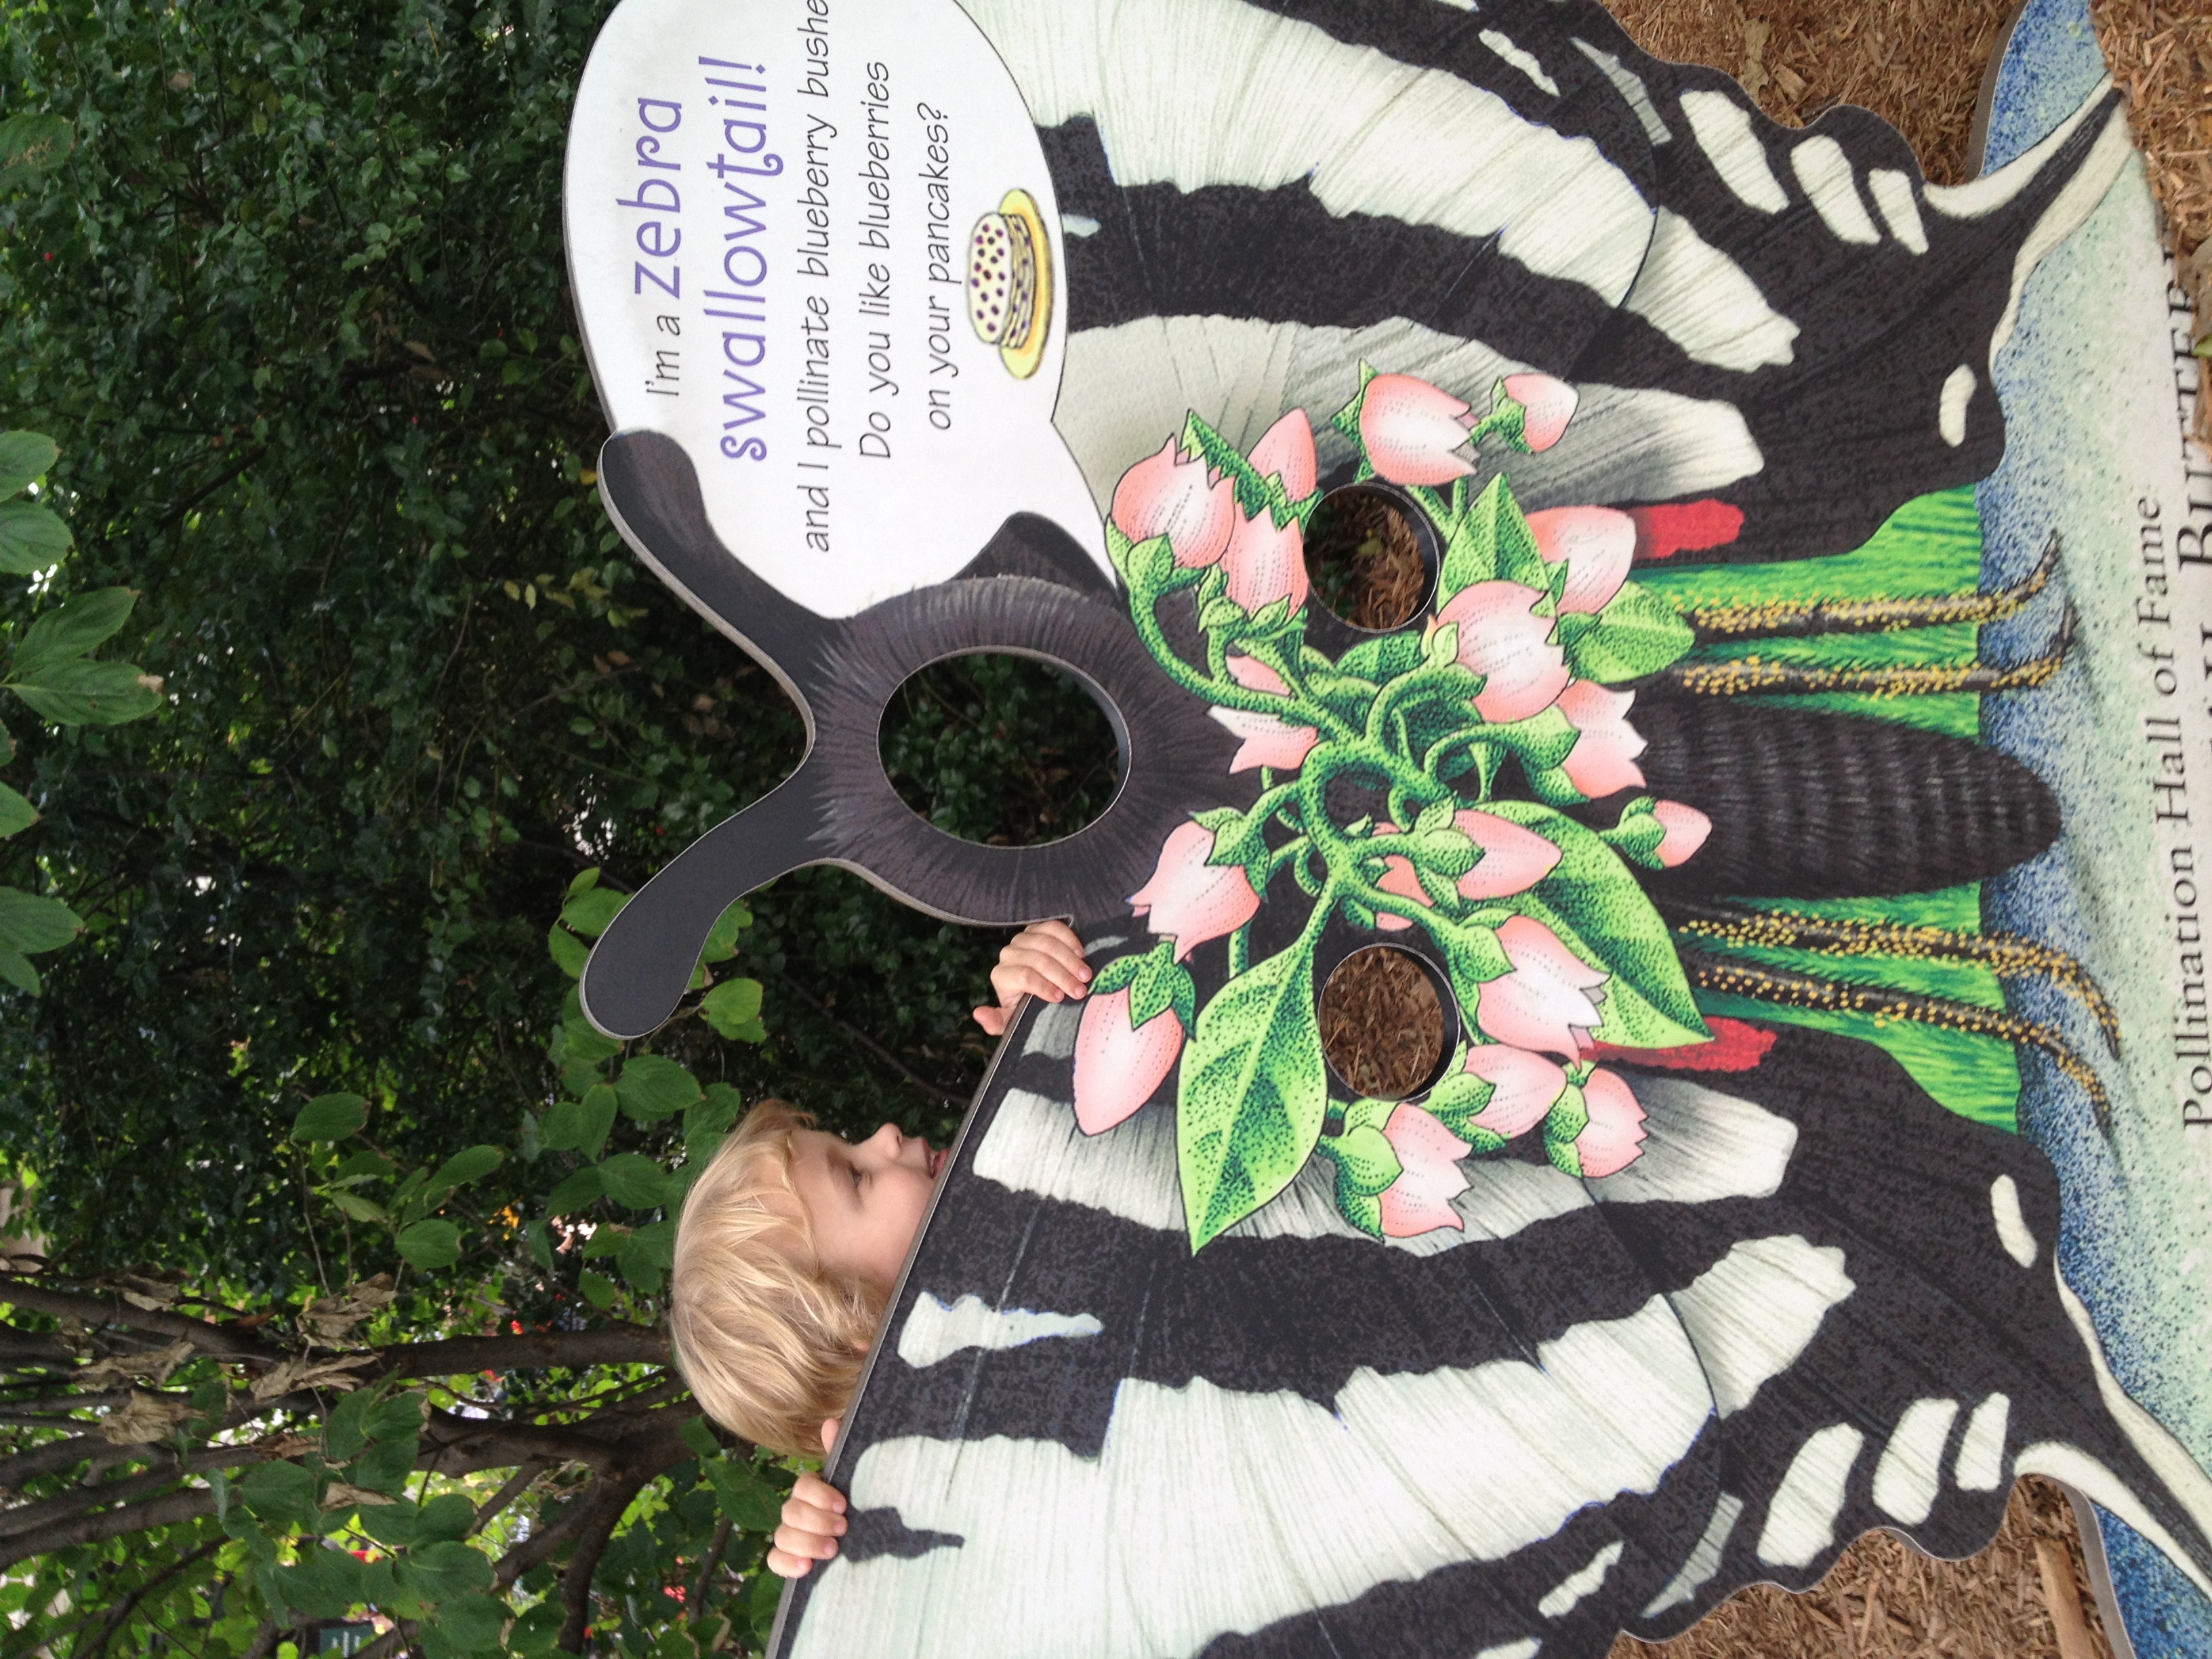 I'm a zebra
swallowtail!
and I pollinate blueberry bushe
Do you like blueberries
on your pancakes?
Pollination Hall of Fame